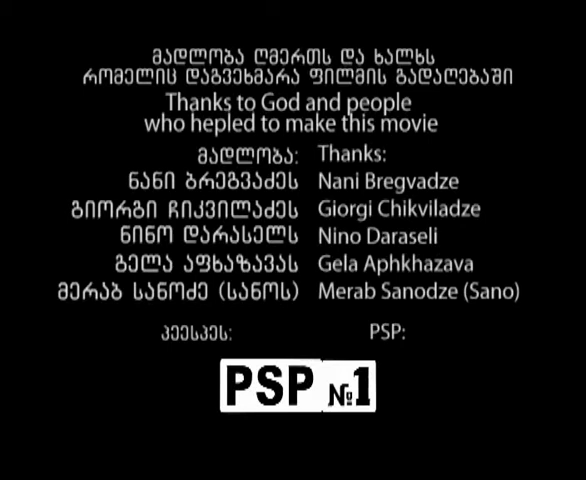 მადლობა ღმერთს და ხალხს
რომელიც დაგვეხმარა ფილმის გადაღებაში
Thanks to God and people
who hepled to make this movie
მადლობა: Thanks:
ნანი ბრეგვაძეს Nani Bregvadze
გიორგი ჩიკვილაძეს Giorgi Chikviladze
ნინო დარასელს Nino Daraseli
გელა აფხაზავას Gela Aphkhazava
მერაბ სანოძე (სანოს) Merab Sanodze (Sano)
პეესპეს: PSP:
PSP №1